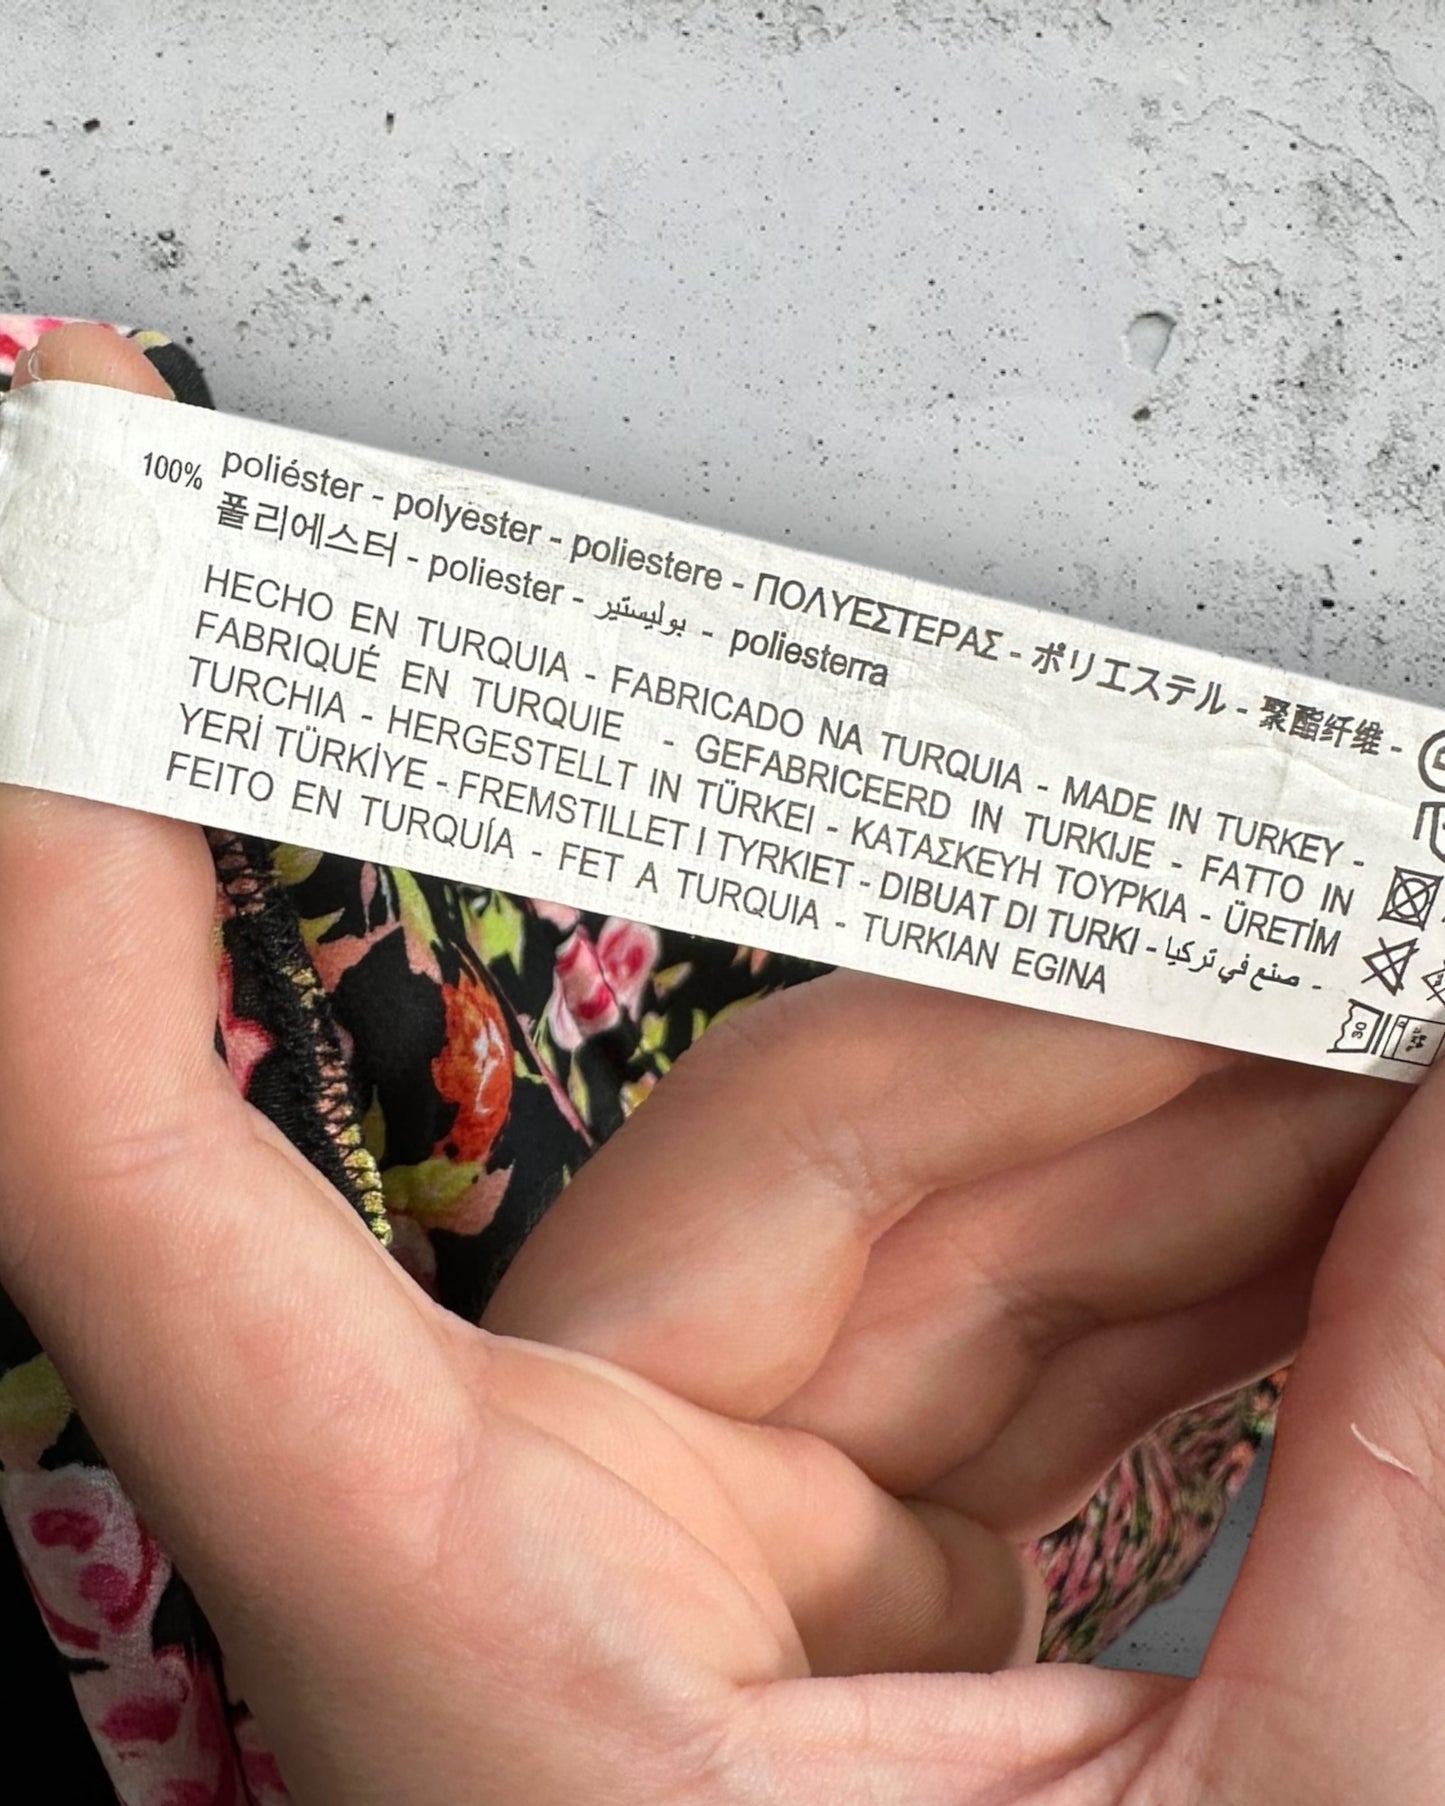 100% poliéster - polyester - poliestere - ΠΟΛΥΕΣΤΕΡΑΣ - ポリエステル - 聚酯纤维 -
폴리에스터 - poliester - بوليستير - poliesterra
HECHO EN TURQUIA - FABRICADO NA TURQUIA - MADE IN TURKEY -
FABRIQUÉ EN TURQUIE - GEFABRICEERD IN TURKIJE - FATTO IN
TURCHIA - HERGESTELLT IN TÜRKEI - ΚΑΤΑΣΚΕΥΗ ΤΟΥΡΚΙΑ - ÜRETİM
YERİ TÜRKİYE - FREMSTILLET I TYRKIET - DIBUAT DI TURKI - صنع في تركيا -
FEITO EN TURQUÍA - FET A TURQUIA - TURKIAN EGINA
30